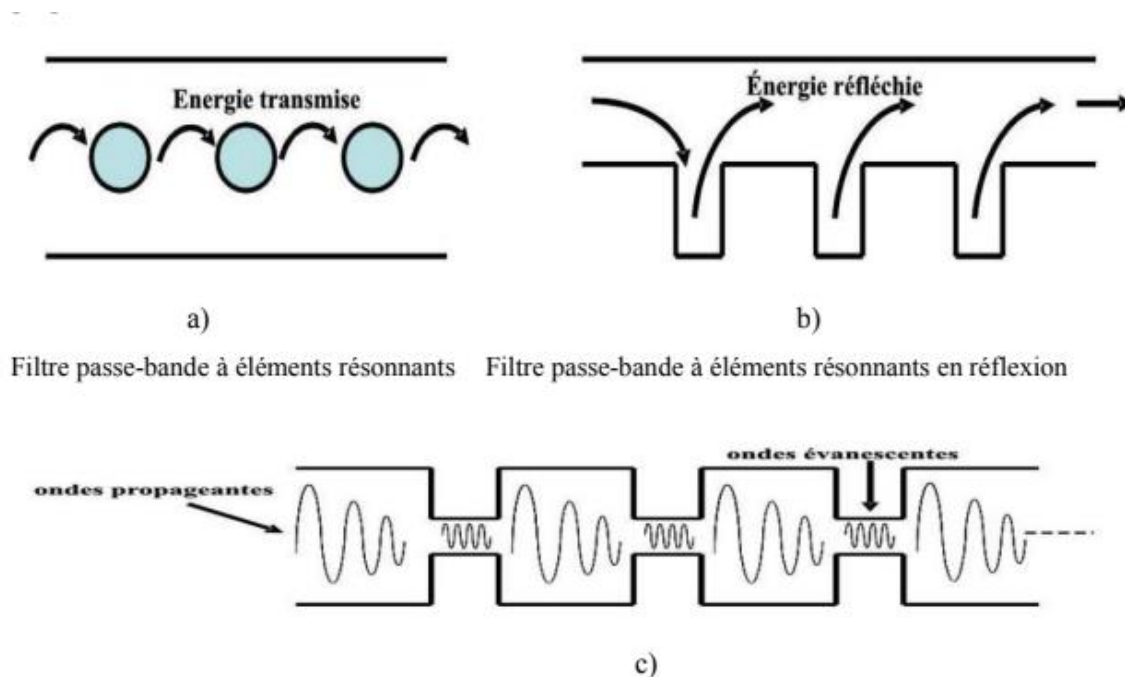 Energie transmise
Énergie réfléchie
a)
b)
Filtre passe-bande à éléments résonnants
Filtre passe-bande à éléments résonnants en réflexion
ondes évanescentes
ondes propageantes
c)